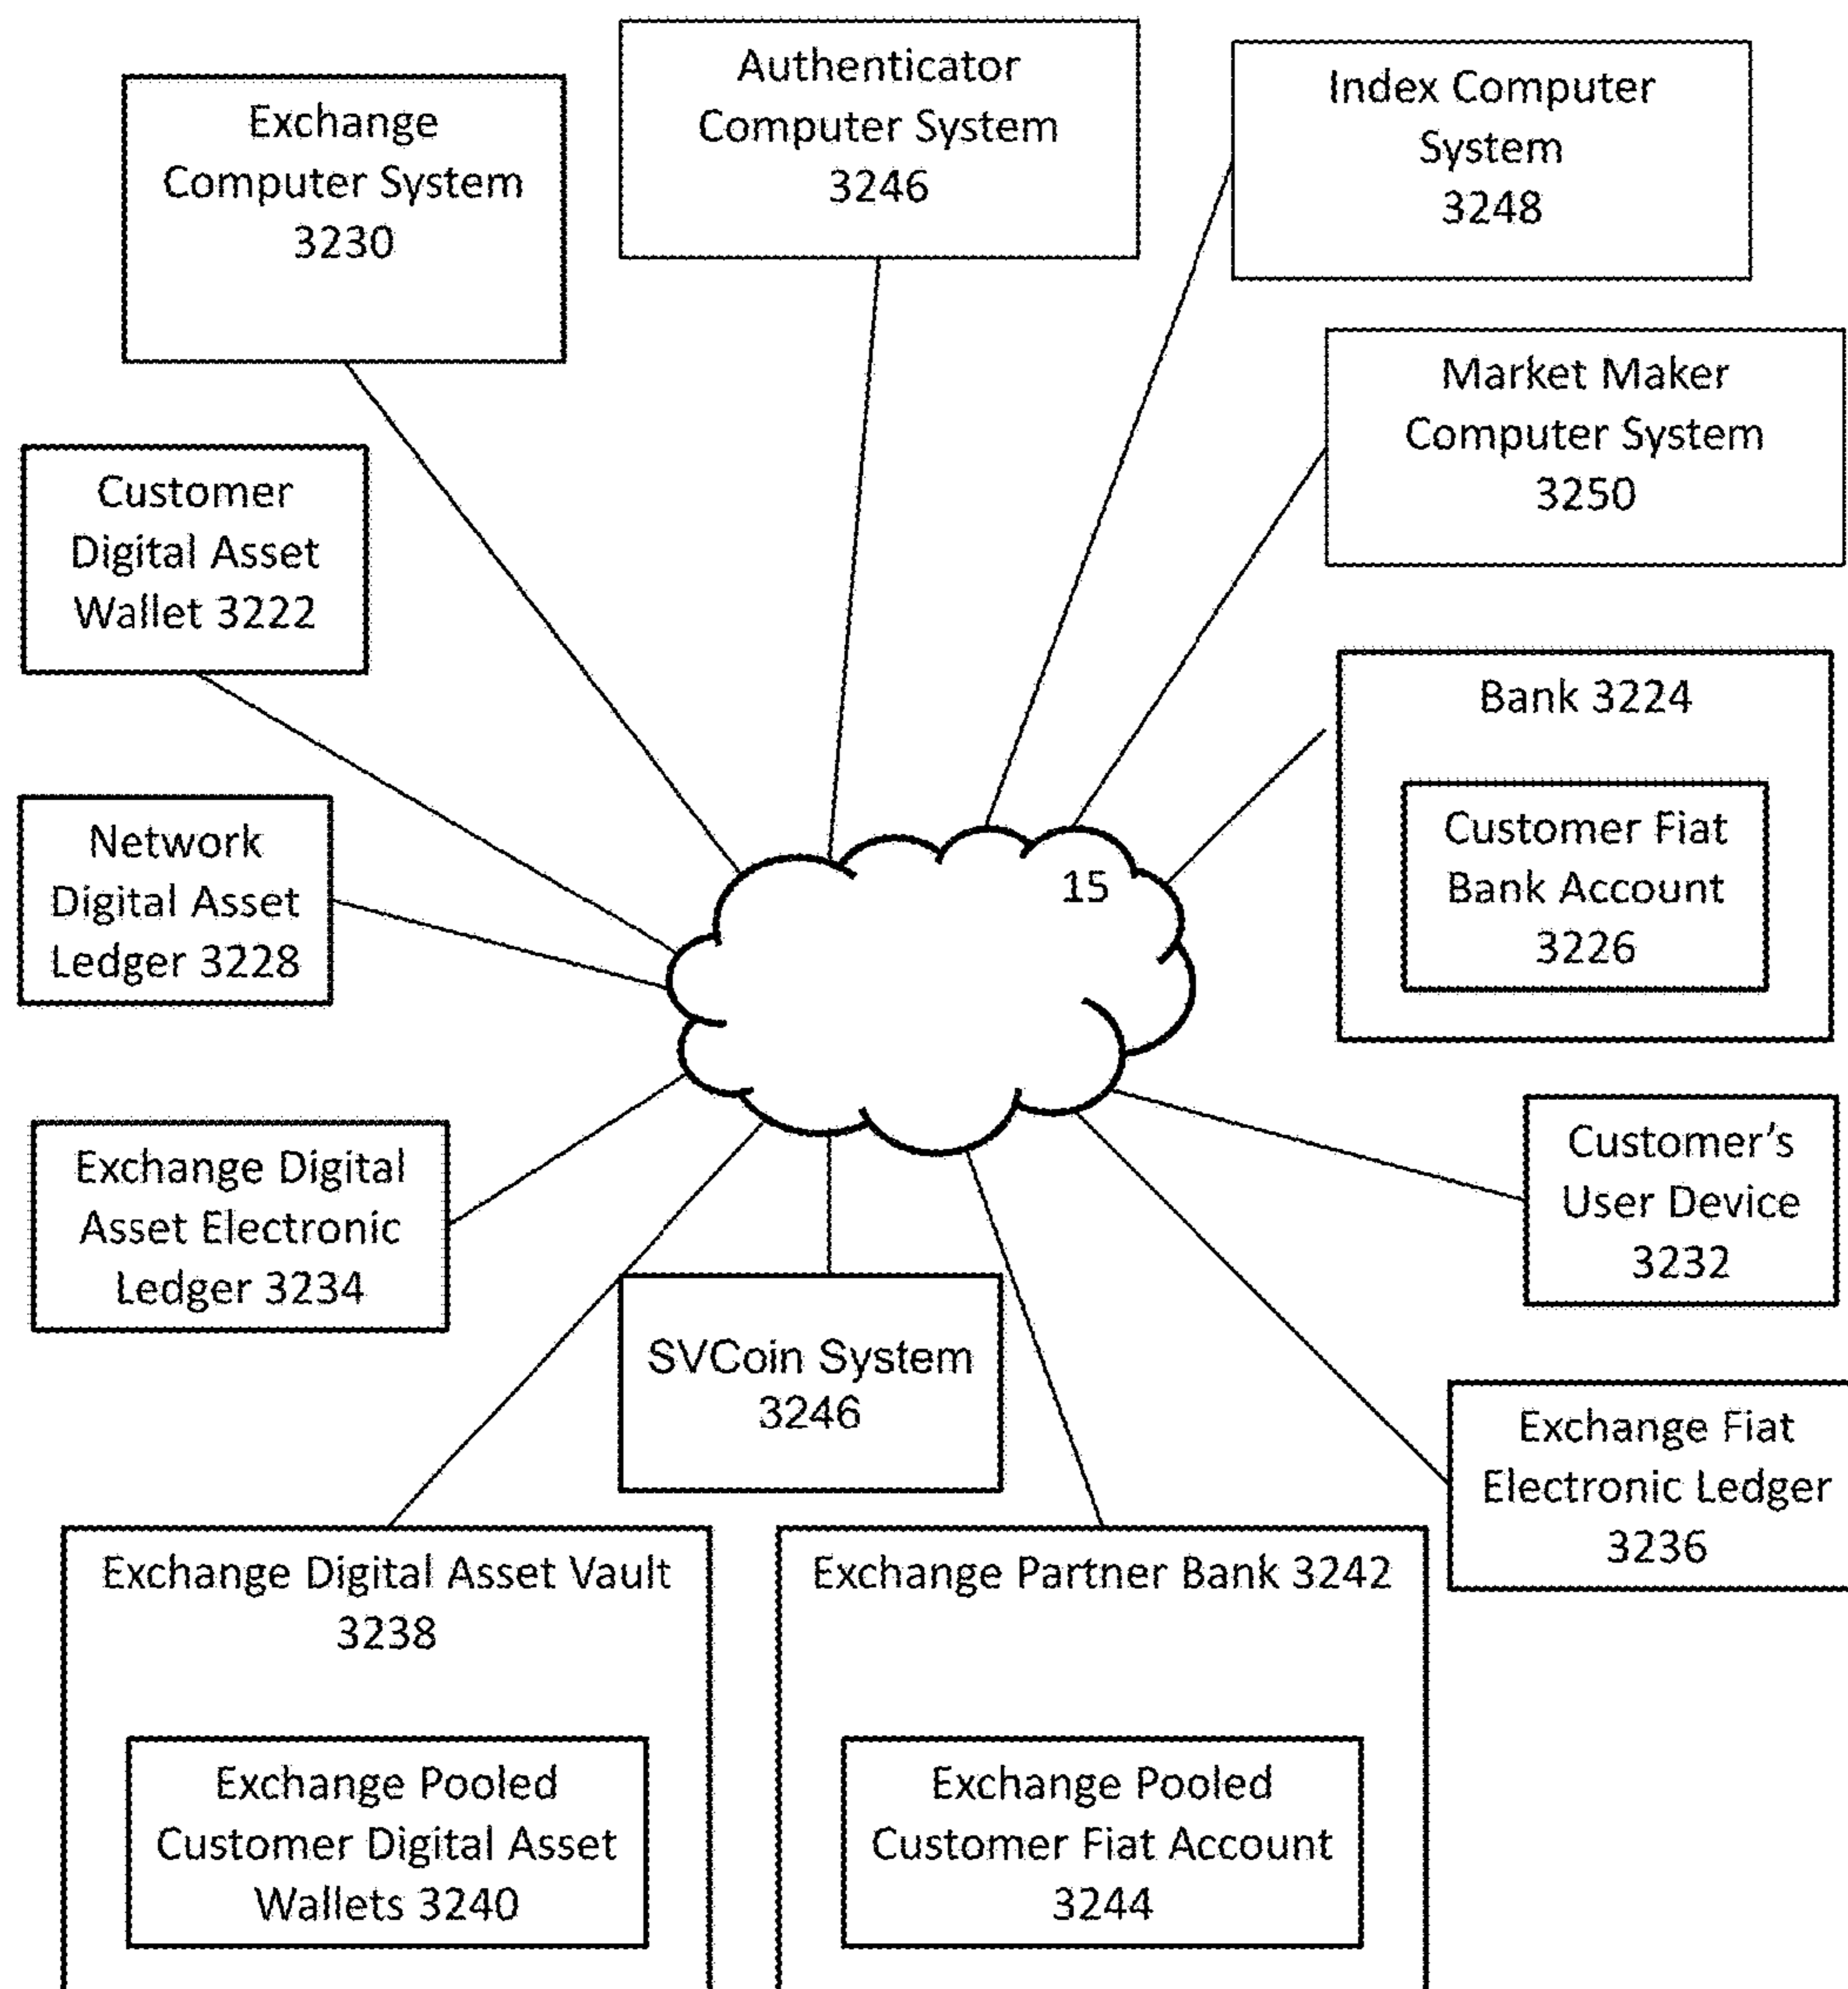 Exchange
Computer System
3230
Authenticator
Computer System
3246
Index Computer
System
3248
Market Maker
Computer System
3250
Customer
Digital Asset
Wallet 3222
Bank 3224
Customer Fiat
Bank Account
3226
Network
Digital Asset
Ledger 3228
15
Customer's
User Device
3232
Exchange Digital
Asset Electronic
Ledger 3234
SVCoin System
3246
Exchange Fiat
Electronic Ledger
3236
Exchange Digital Asset Vault
3238
Exchange Pooled
Customer Digital Asset
Wallets 3240
Exchange Partner Bank 3242
Exchange Pooled
Customer Fiat Account
3244